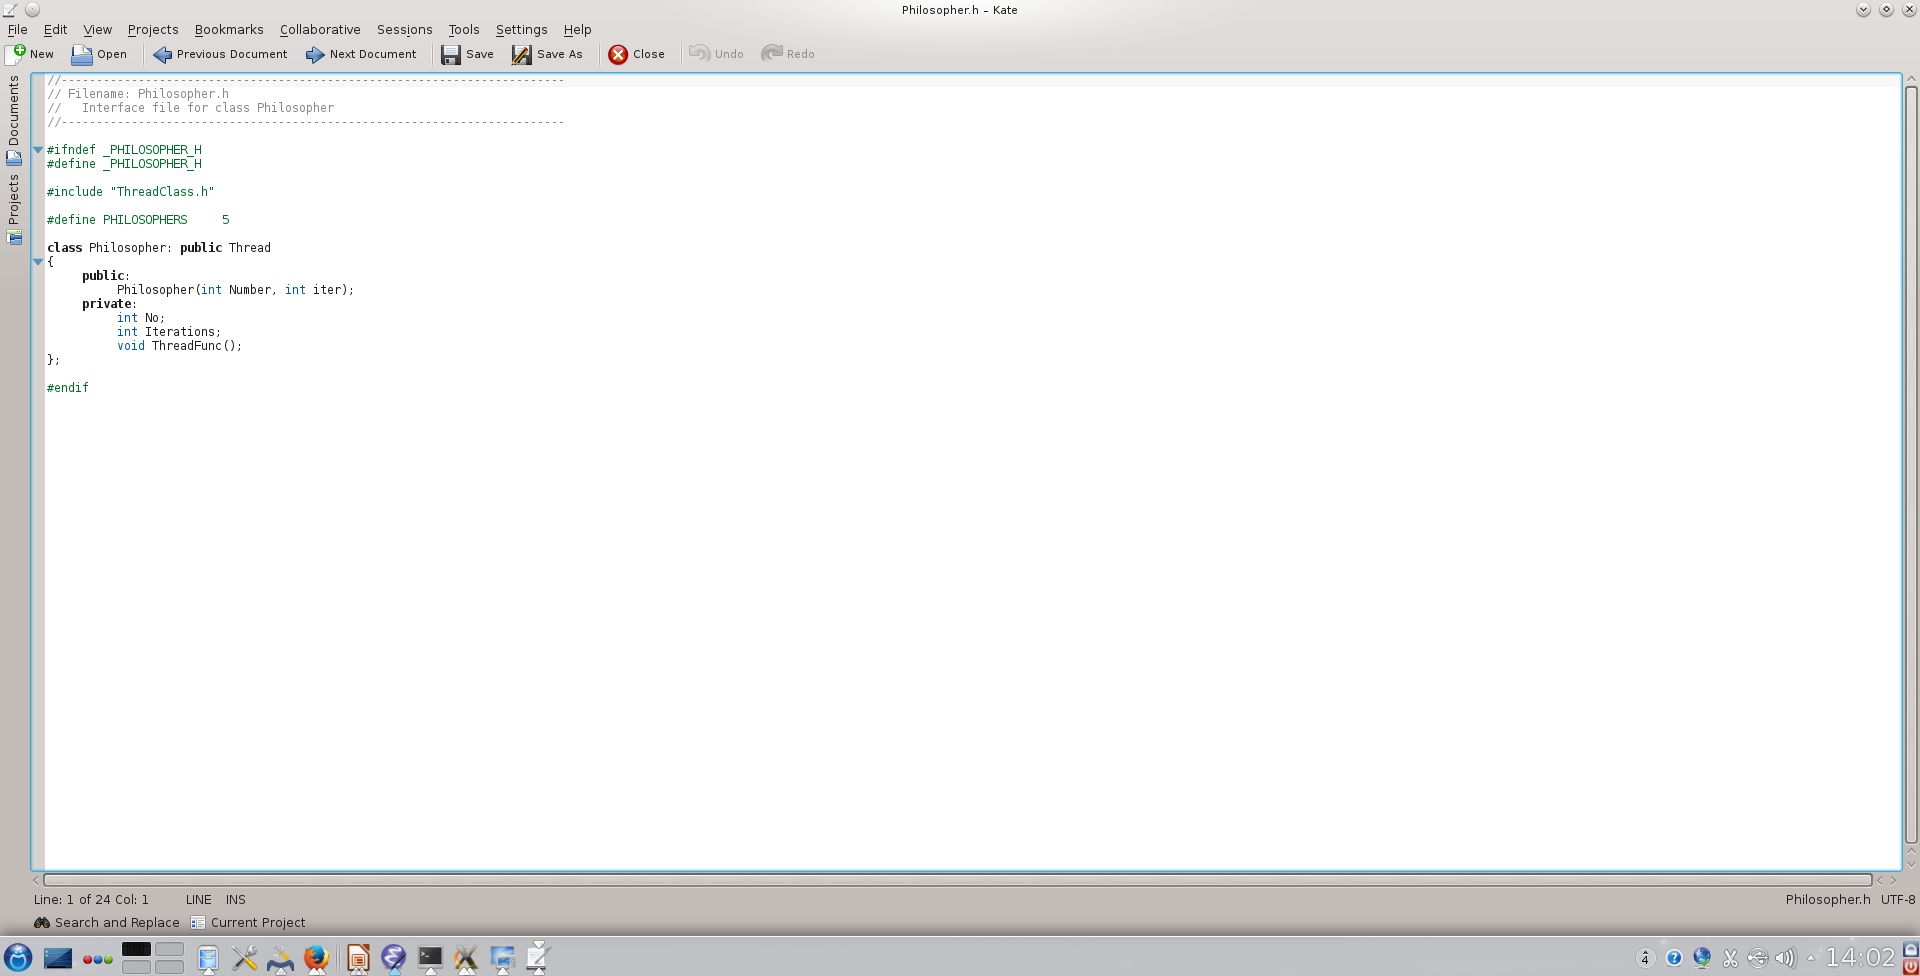 Philosopher.h – Kate
File Edit View Projects Bookmarks Collaborative Sessions Tools Settings Help
New Open Previous Document Next Document Save Save As Close Undo Redo
Documents
Projects
//------------------------------------------------------------------------
// Filename: Philosopher.h
//   Interface file for class Philosopher
//------------------------------------------------------------------------
#ifndef _PHILOSOPHER_H
#define _PHILOSOPHER_H
#include "ThreadClass.h"
#define PHILOSOPHERS     5
class Philosopher: public Thread
{
     public:
          Philosopher(int Number, int iter);
     private:
          int No;
          int Iterations;
          void ThreadFunc();
};
#endif
Line: 1 of 24 Col: 1 LINE INS Philosopher.h UTF-8
Search and Replace Current Project
4 14:02